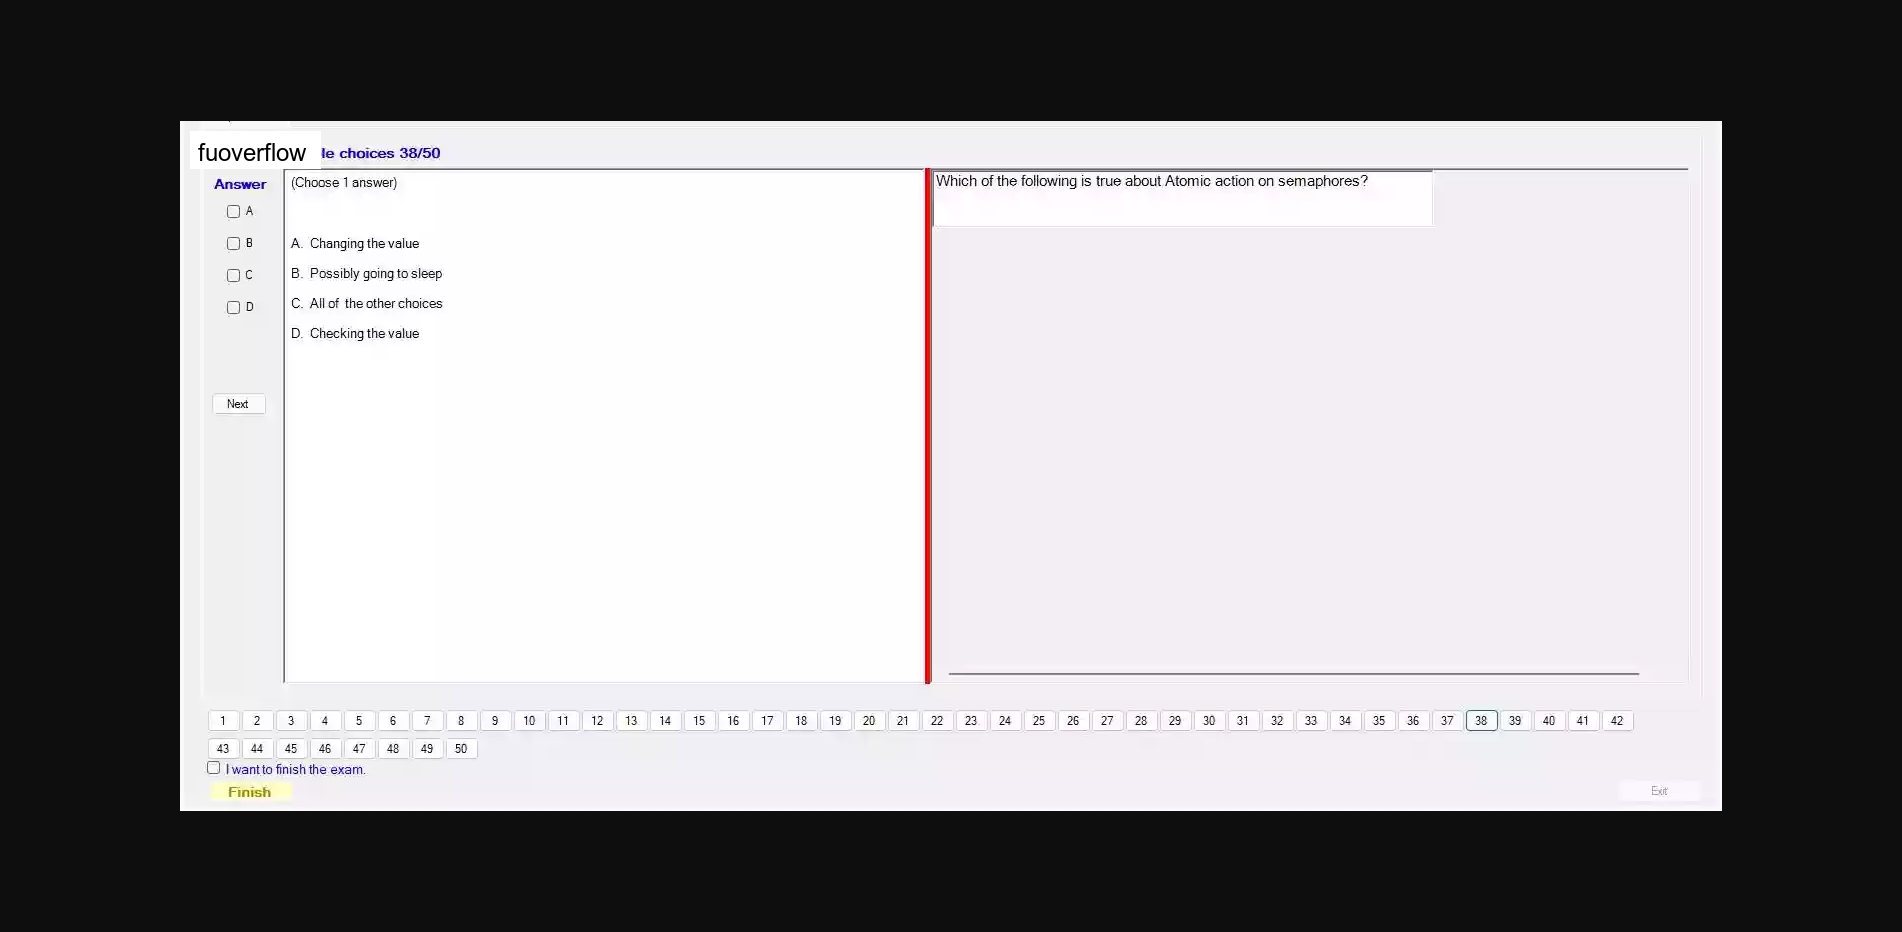 fuoverflow le choices 38/50
Answer
(Choose 1 answer)
Which of the following is true about Atomic action on semaphores?
A
B
C
D
A. Changing the value
B. Possibly going to sleep
C. All of the other choices
D. Checking the value
Next
1 2 3 4 5 6 7 8 9 10 11 12 13 14 15 16 17 18 19 20 21 22 23 24 25 26 27 28 29 30 31 32 33 34 35 36 37 38 39 40 41 42
43 44 45 46 47 48 49 50
I want to finish the exam.
Finish
Exit